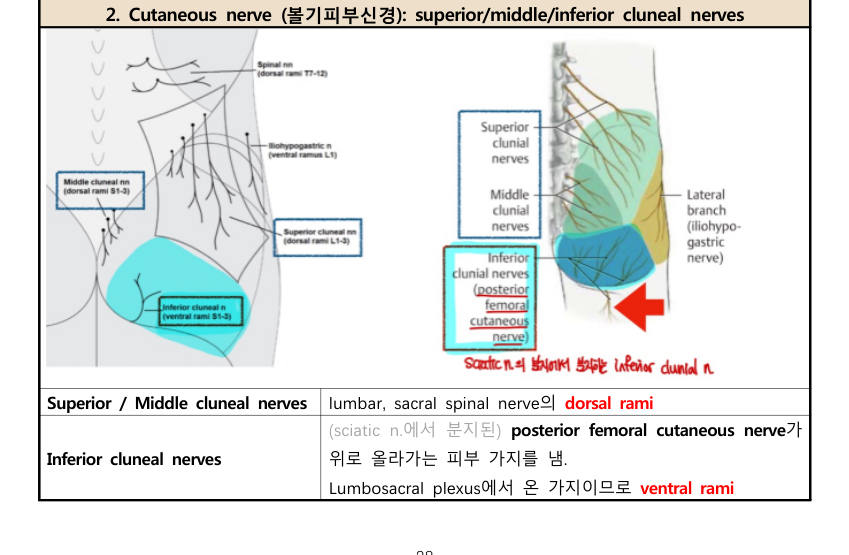 2. Cutaneous nerve (볼기피부신경): superior/middle/inferior cluneal nerves
Spinal nn
(dorsal rami T7-12)
Iliohypogastric n
(ventral ramus L1)
Middle cluneal nn
(dorsal rami S1-3)
Superior cluneal nn
(dorsal rami L1-3)
Inferior cluneal n
(ventral rami S1-3)
Superior
clunial
nerves
Middle
clunial
nerves
Inferior
clunial nerves
(posterior
femoral
cutaneous
nerve)
Lateral
branch
(iliohypo-
gastric
nerve)
Sciatic n.의 분지에서 분지하는 inferior clunial n.
Superior / Middle cluneal nerves
lumbar, sacral spinal nerve의 dorsal rami
Inferior cluneal nerves
(sciatic n.에서 분지된) posterior femoral cutaneous nerve가
위로 올라가는 피부 가지를 냄.
Lumbosacral plexus에서 온 가지이므로 ventral rami